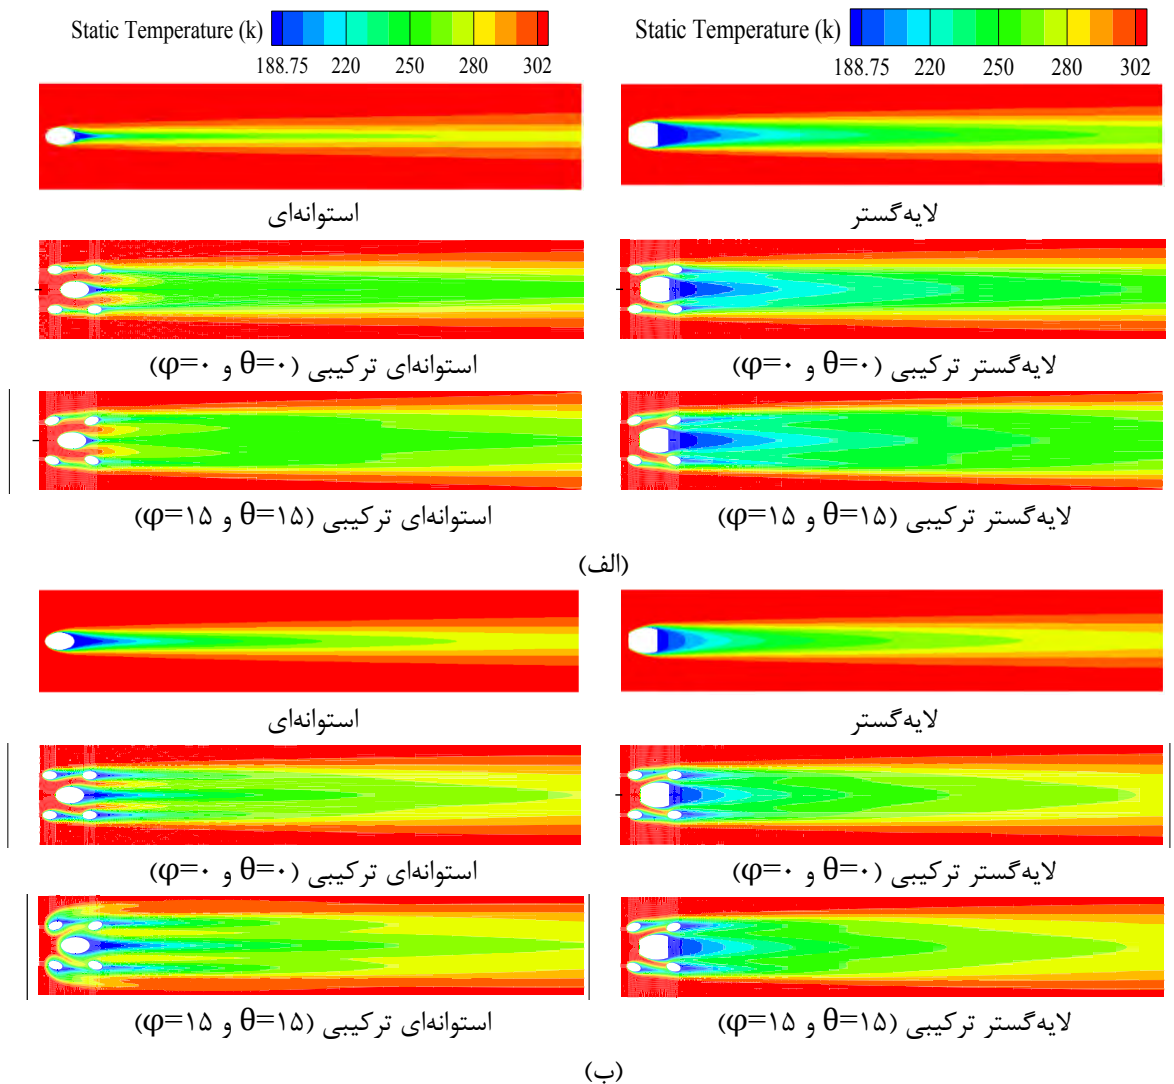 Static Temperature (k)
188.75 220 250 280 302
Static Temperature (k)
188.75 220 250 280 302
استوانه‌ای
لایه‌گستر
استوانه‌ای ترکیبی (θ=۰ و φ=۰)
لایه‌گستر ترکیبی (θ=۰ و φ=۰)
استوانه‌ای ترکیبی (θ=۱۵ و φ=۱۵)
لایه‌گستر ترکیبی (θ=۱۵ و φ=۱۵)
(الف)
استوانه‌ای
لایه‌گستر
استوانه‌ای ترکیبی (θ=۰ و φ=۰)
لایه‌گستر ترکیبی (θ=۰ و φ=۰)
استوانه‌ای ترکیبی (θ=۱۵ و φ=۱۵)
لایه‌گستر ترکیبی (θ=۱۵ و φ=۱۵)
(ب)